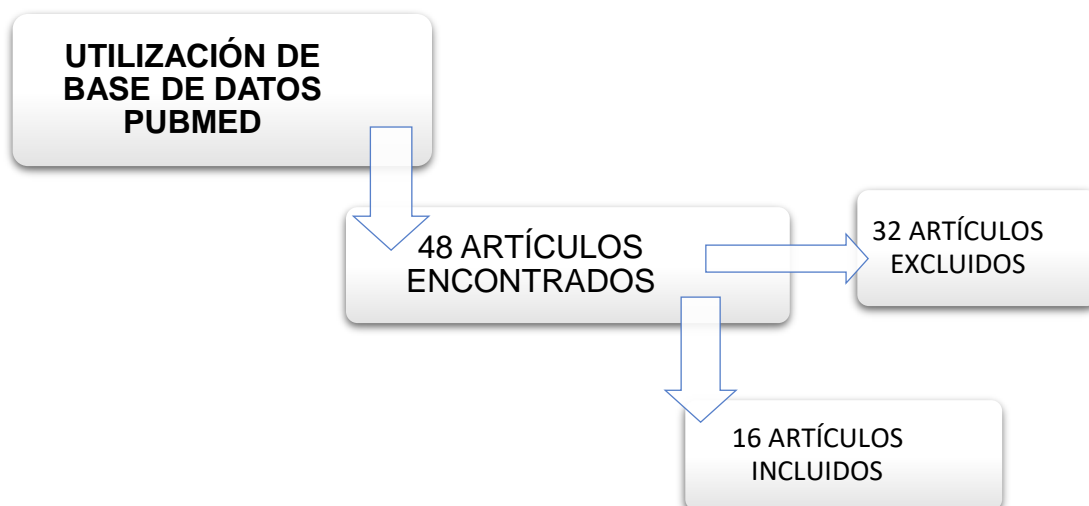 UTILIZACIÓN DE
BASE DE DATOS
PUBMED
48 ARTÍCULOS
ENCONTRADOS
32 ARTÍCULOS
EXCLUIDOS
16 ARTÍCULOS
INCLUIDOS